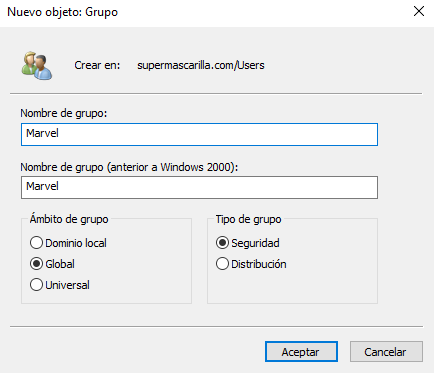 Nuevo objeto: Grupo
Crear en: supermascarilla.com/Users
Nombre de grupo:
Marvel
Nombre de grupo (anterior a Windows 2000):
Marvel
Ámbito de grupo
Dominio local
Global
Universal
Tipo de grupo
Seguridad
Distribución
Aceptar
Cancelar